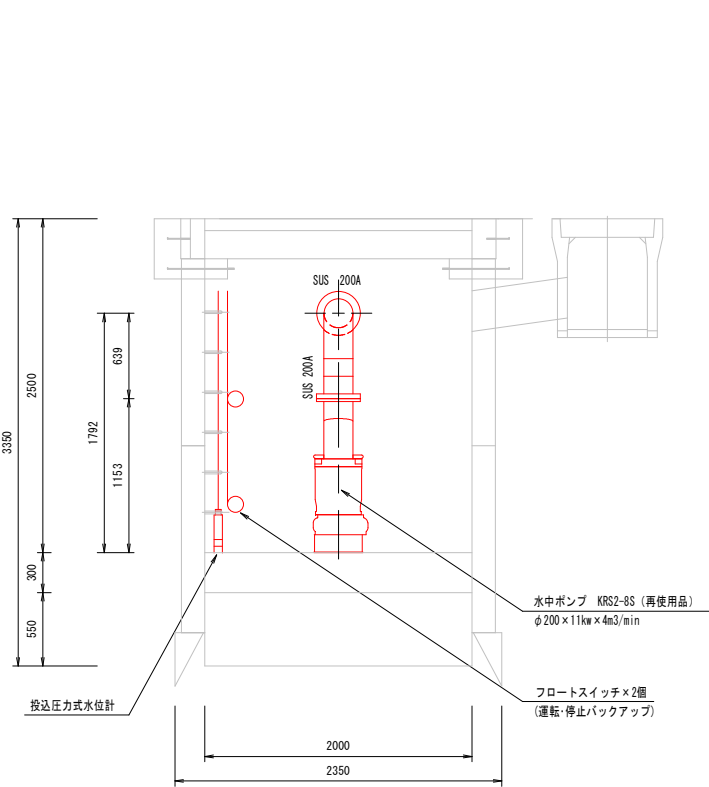 SUS 200A
SUS 200A
639
2500
1792
3350
1153
300
550
水中ポンプ KRS2-8S (再使用品)
φ200×11kw×4m3/min
フロートスイッチ×2個
(運転･停止バックアップ)
投込圧力式水位計
2000
2350